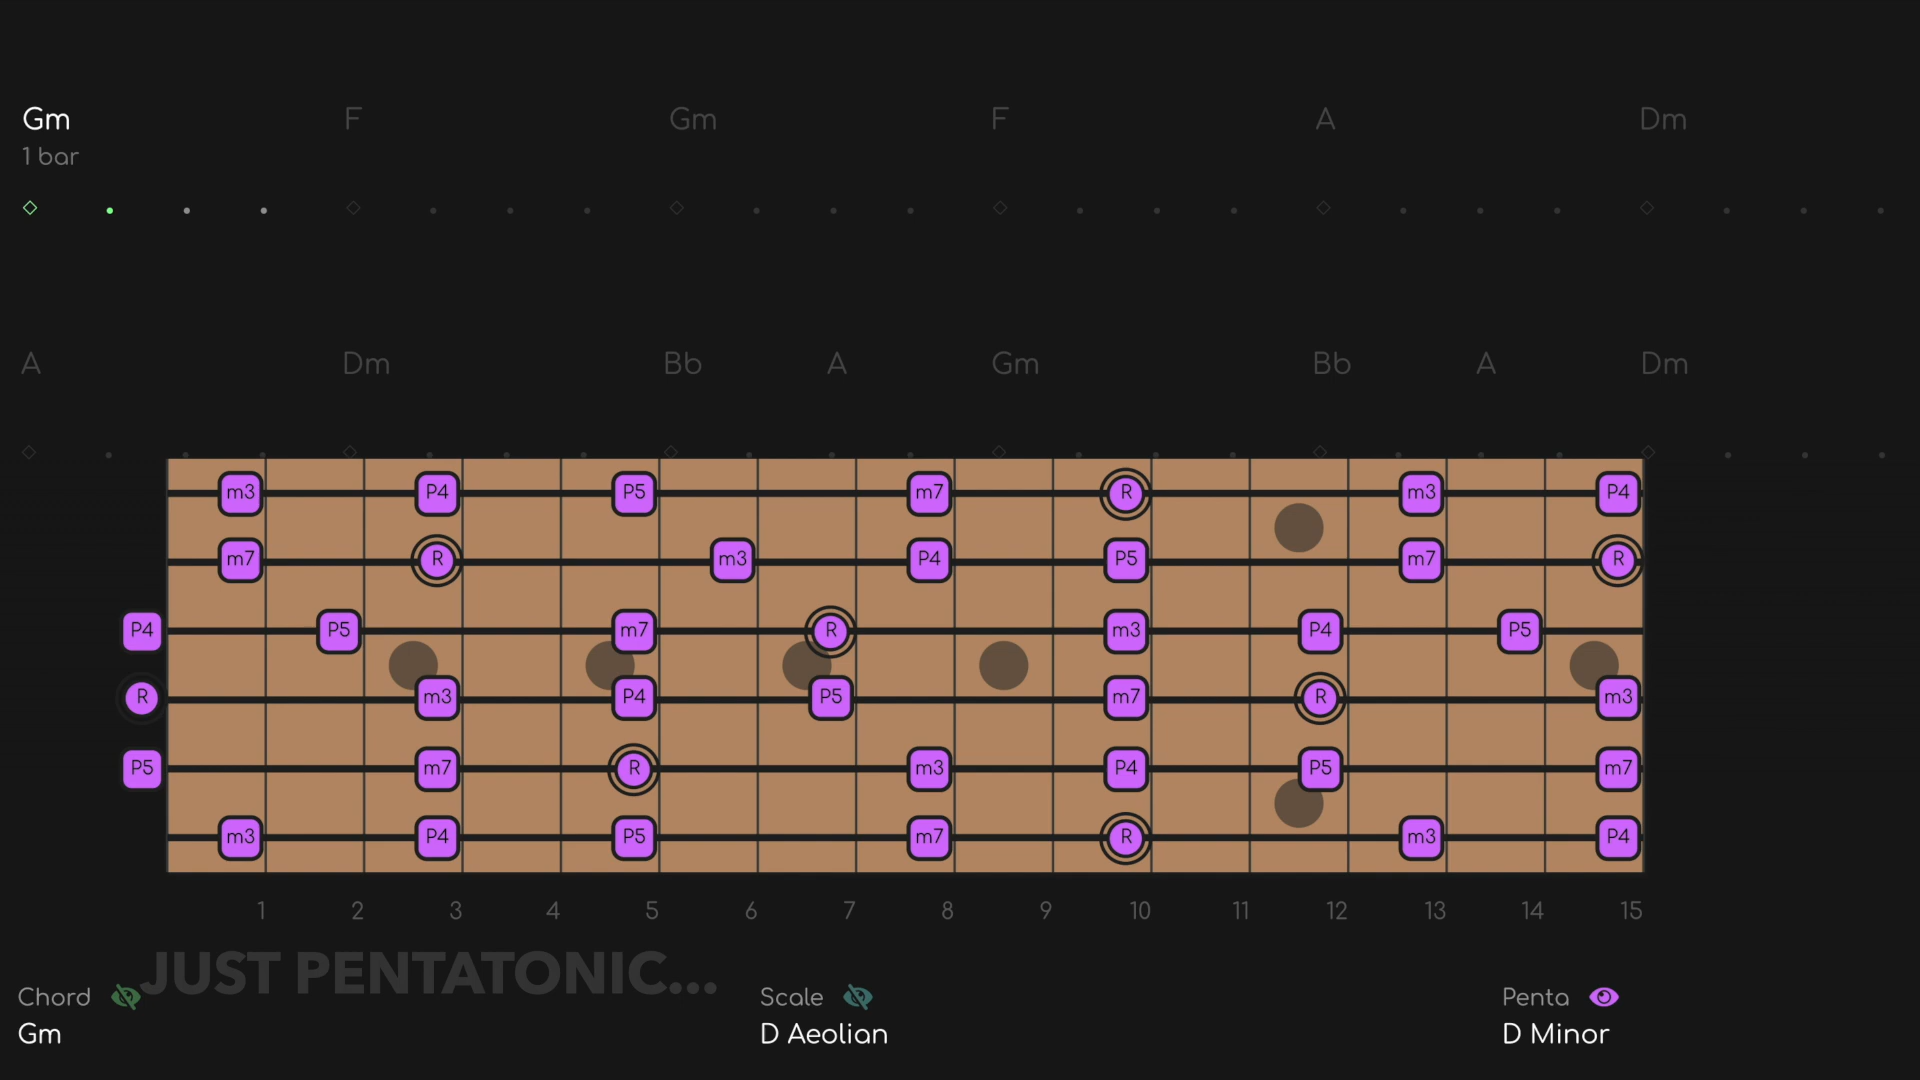 Gm F Gm F A Dm
1 bar
A Dm Bb A Gm Bb A Dm
m3 P4 P5 m7 R m3 P4
m7 R m3 P4 P5 m7 R
P4 P5 m7 R m3 P4 P5
R m3 P4 P5 m7 R m3
P5 m7 R m3 P4 P5 m7
m3 P4 P5 m7 R m3 P4
1 2 3 4 5 6 7 8 9 10 11 12 13 14 15
JUST PENTATONIC...
Chord Scale Penta
Gm D Aeolian D Minor